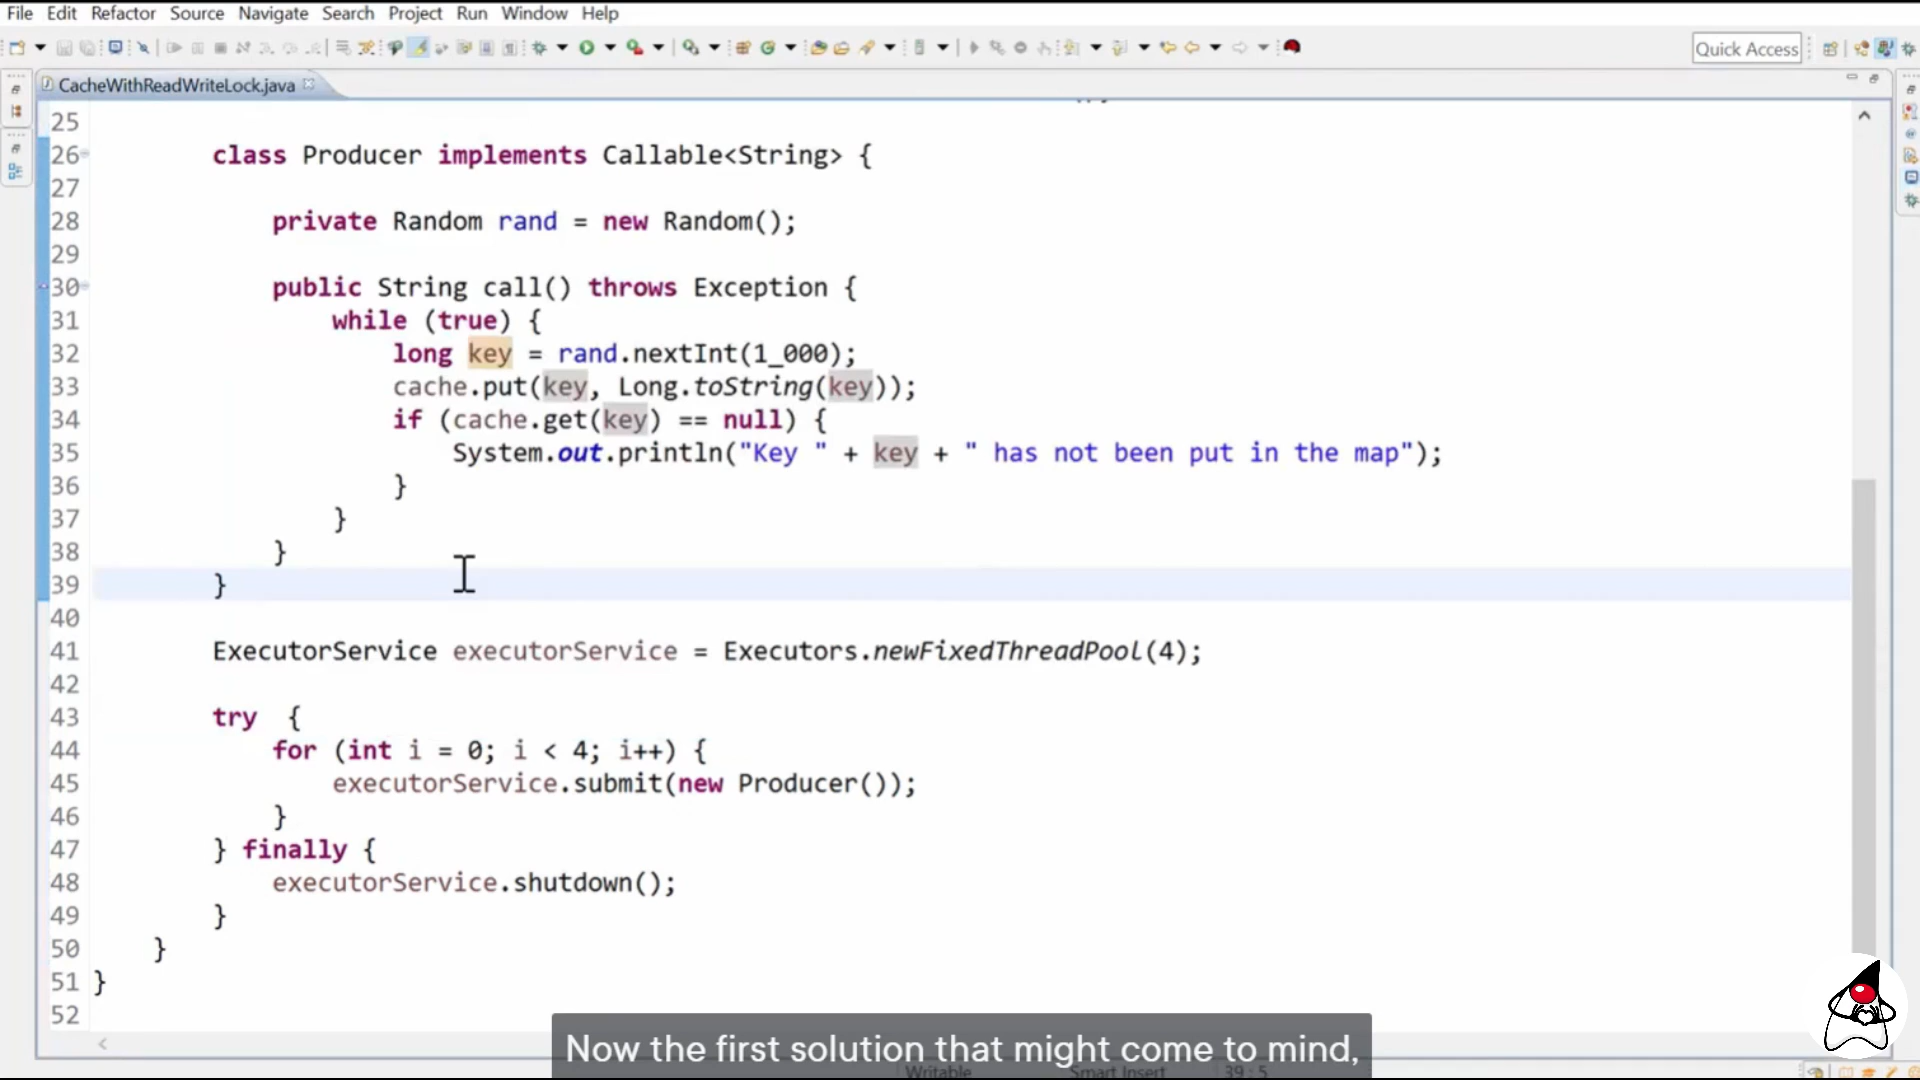 File Edit Refactor Source Navigate Search Project Run Window Help
Quick Access
CacheWithReadWriteLock.java
25
26 class Producer implements Callable<String> {
27
28 private Random rand = new Random();
29
30 public String call() throws Exception {
31 while (true) {
32 long key = rand.nextInt(1_000);
33 cache.put(key, Long.toString(key));
34 if (cache.get(key) == null) {
35 System.out.println("Key " + key + " has not been put in the map");
36 }
37 }
38 }
39 }
40
41 ExecutorService executorService = Executors.newFixedThreadPool(4);
42
43 try {
44 for (int i = 0; i < 4; i++) {
45 executorService.submit(new Producer());
46 }
47 } finally {
48 executorService.shutdown();
49 }
50 }
51 }
52
Now the first solution that might come to mind,
Writable Smart Insert 39 : 5